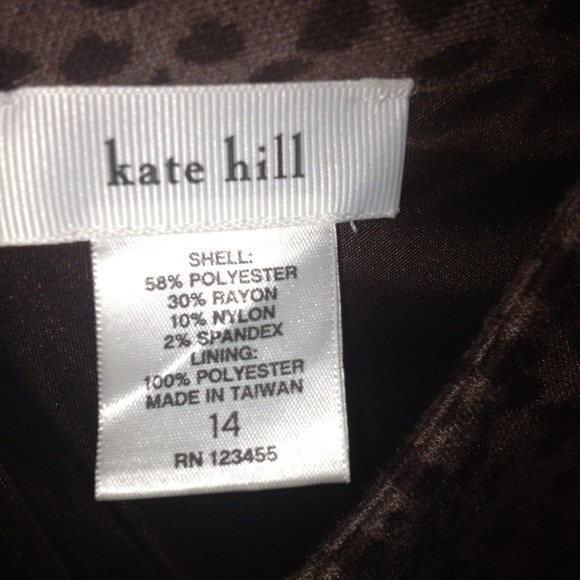 kate hill
SHELL:
58% POLYESTER
30% RAYON
10% NYLON
2% SPANDEX
LINING:
100% POLYESTER
MADE IN TAIWAN
14
RN 123455